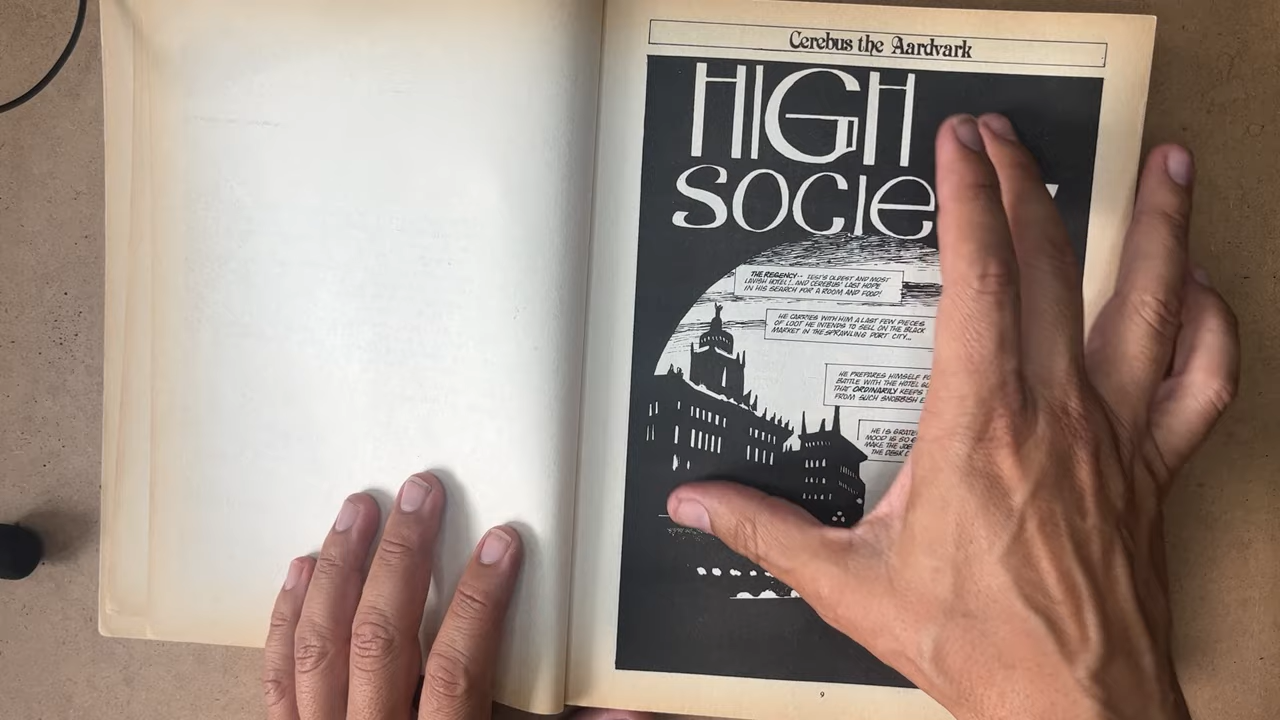 Cerebus the Aardvark
HIGH
SOCIE
THE REGENCY-- IEST'S OLDEST AND MOST
LAVISH HOTEL!..AND CEREBUS' LAST HOPE
IN HIS SEARCH FOR A ROOM AND FOOD!
HE CARRIES WITH HIM A LAST FEW PIECES
OF LOOT HE INTENDS TO SELL ON THE BLACK
MARKET IN THE SPRAWLING PORT CITY...
HE PREPARES HIMSELF
BATTLE WITH THE HOTEL
THAT ORDINARILY KEEPS
FROM SUCH SNOBBISH
HE IS
MOOD IS SO
MAKE THE
THE DESK
9